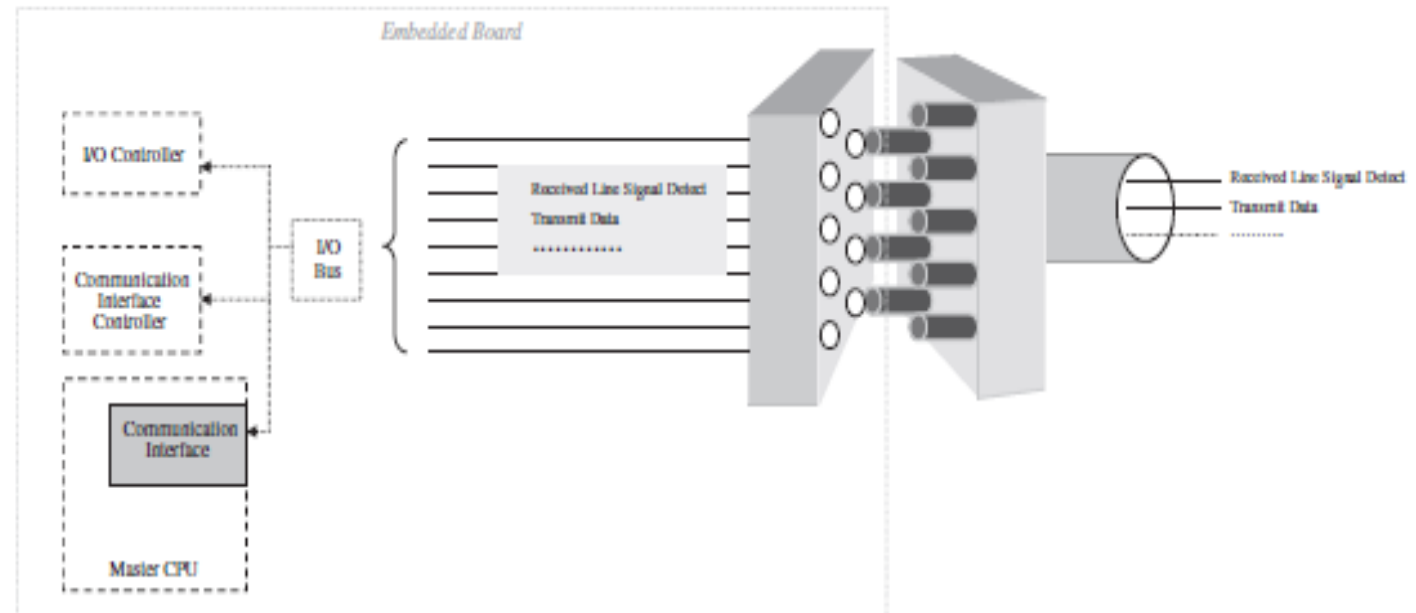 Embedded Board
I/O Controller
Communication
Interface
Controller
Communication
Interface
Master CPU
I/O
Bus
Received Line Signal Detect
Transmit Data
............
Received Line Signal Detect
Transmit Data
..........